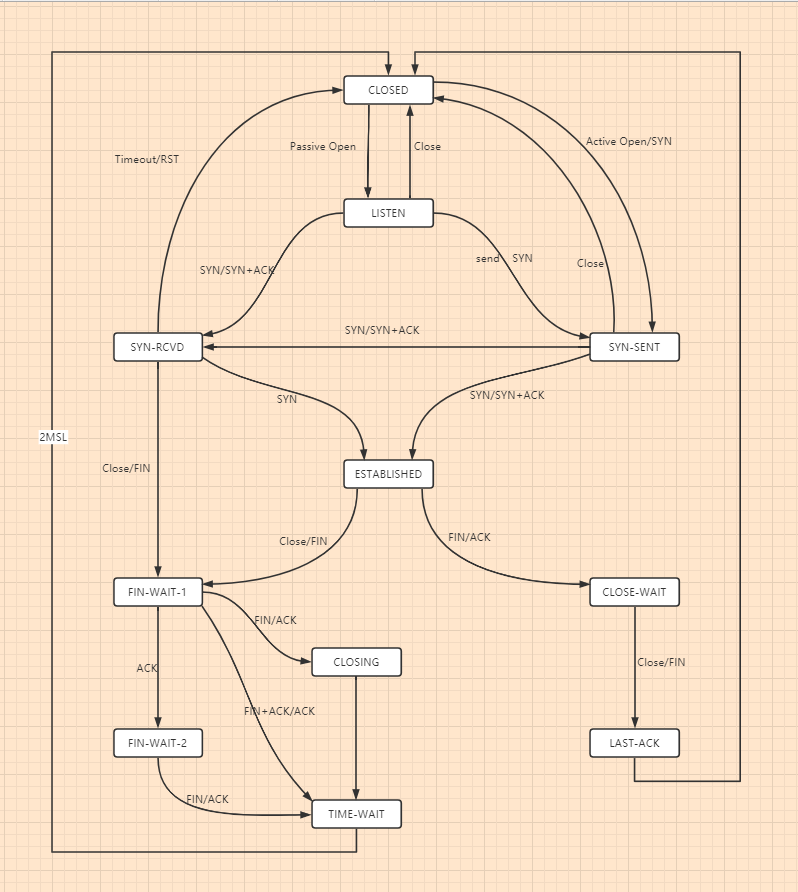 CLOSED
Active Open/SYN
Passive Open
Close
Timeout/RST
LISTEN
send SYN
Close
SYN/SYN+ACK
SYN/SYN+ACK
SYN-RCVD
SYN-SENT
SYN
SYN/SYN+ACK
2MSL
Close/FIN
ESTABLISHED
Close/FIN
FIN/ACK
FIN-WAIT-1
CLOSE-WAIT
FIN/ACK
ACK
CLOSING
Close/FIN
FIN+ACK/ACK
FIN-WAIT-2
LAST-ACK
FIN/ACK
TIME-WAIT